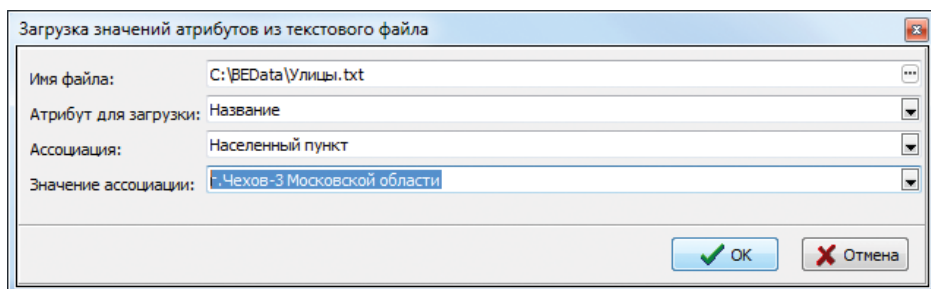 Загрузка значений атрибутов из текстового файла
Имя файла: C:\BEData\Улицы.txt
Атрибут для загрузки: Название
Ассоциация: Населенный пункт
Значение ассоциации: г.Чехов-3 Московской области
OK Отмена